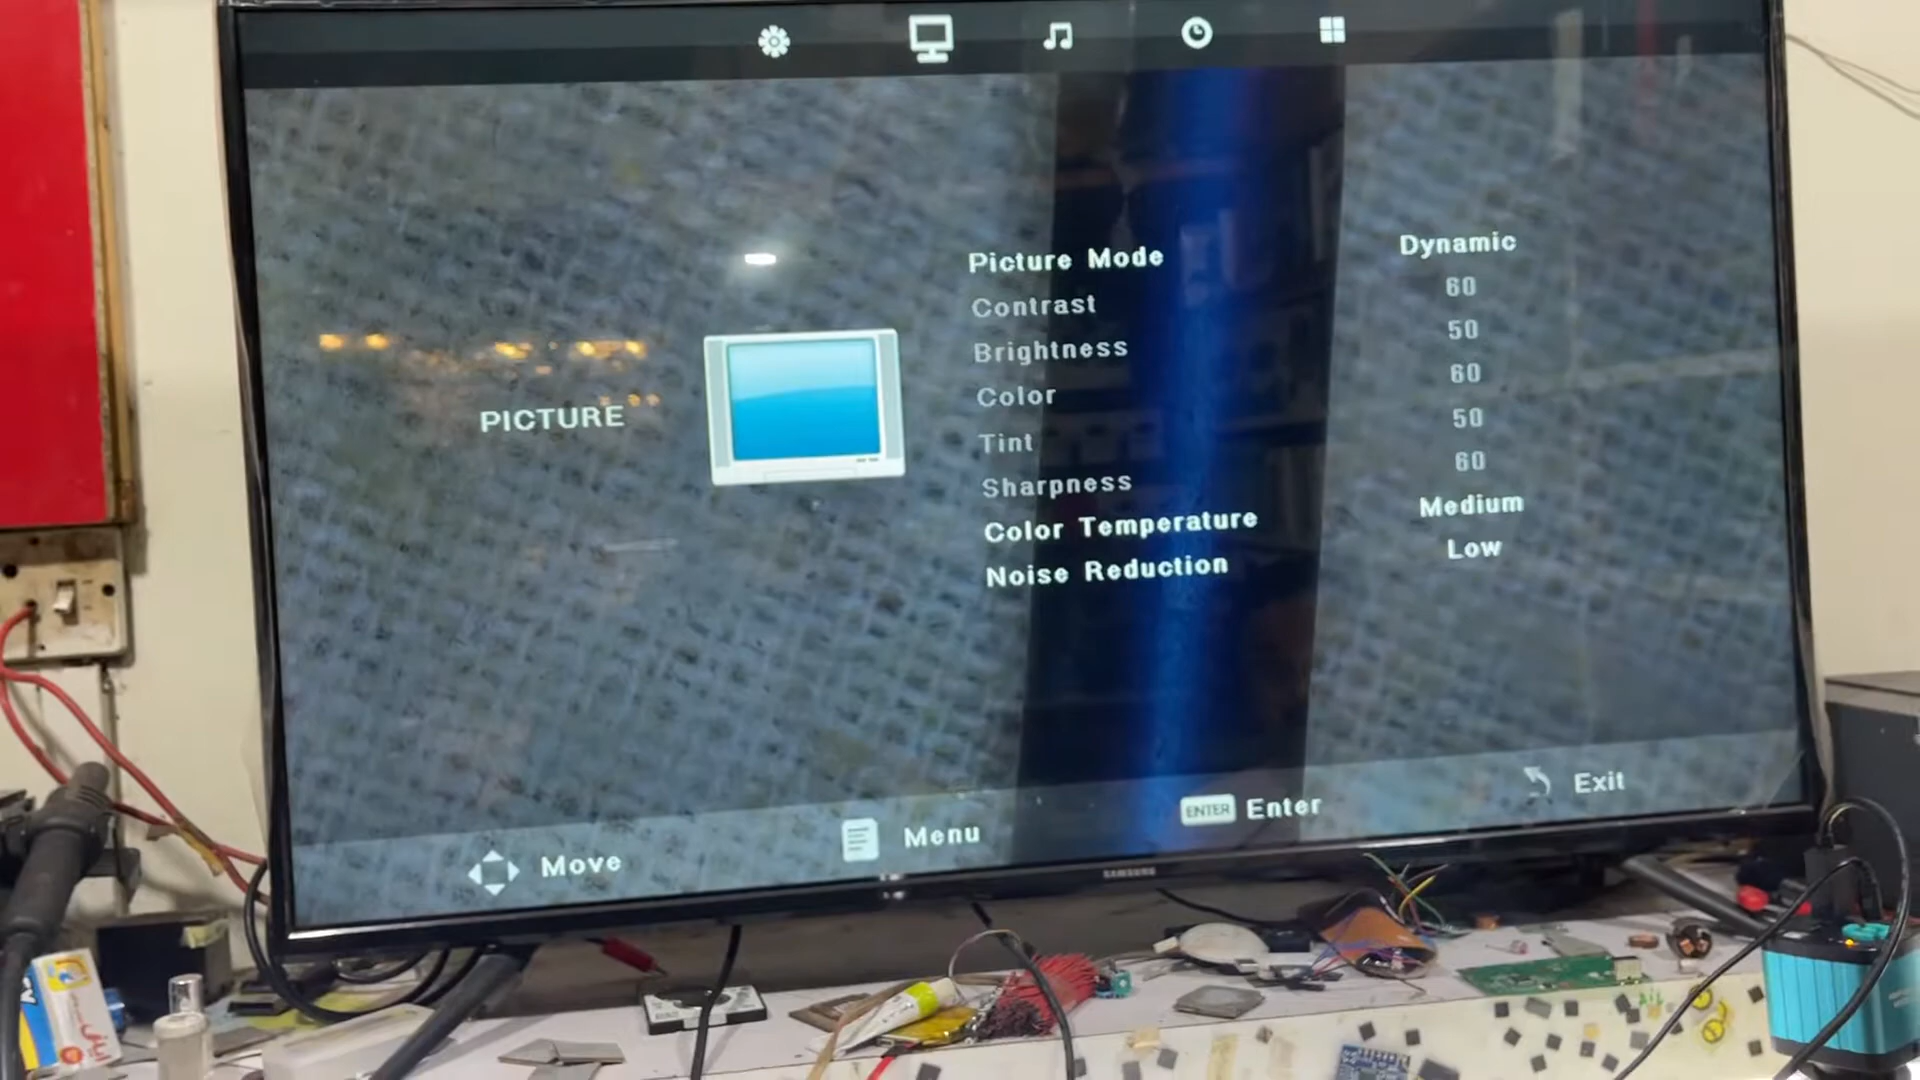 Picture Mode Dynamic
Contrast 60
Brightness 50
Color 60
Tint 50
Sharpness 60
Color Temperature Medium
Noise Reduction Low
PICTURE
Move
Menu
ENTER Enter
Exit
SAMSUNG